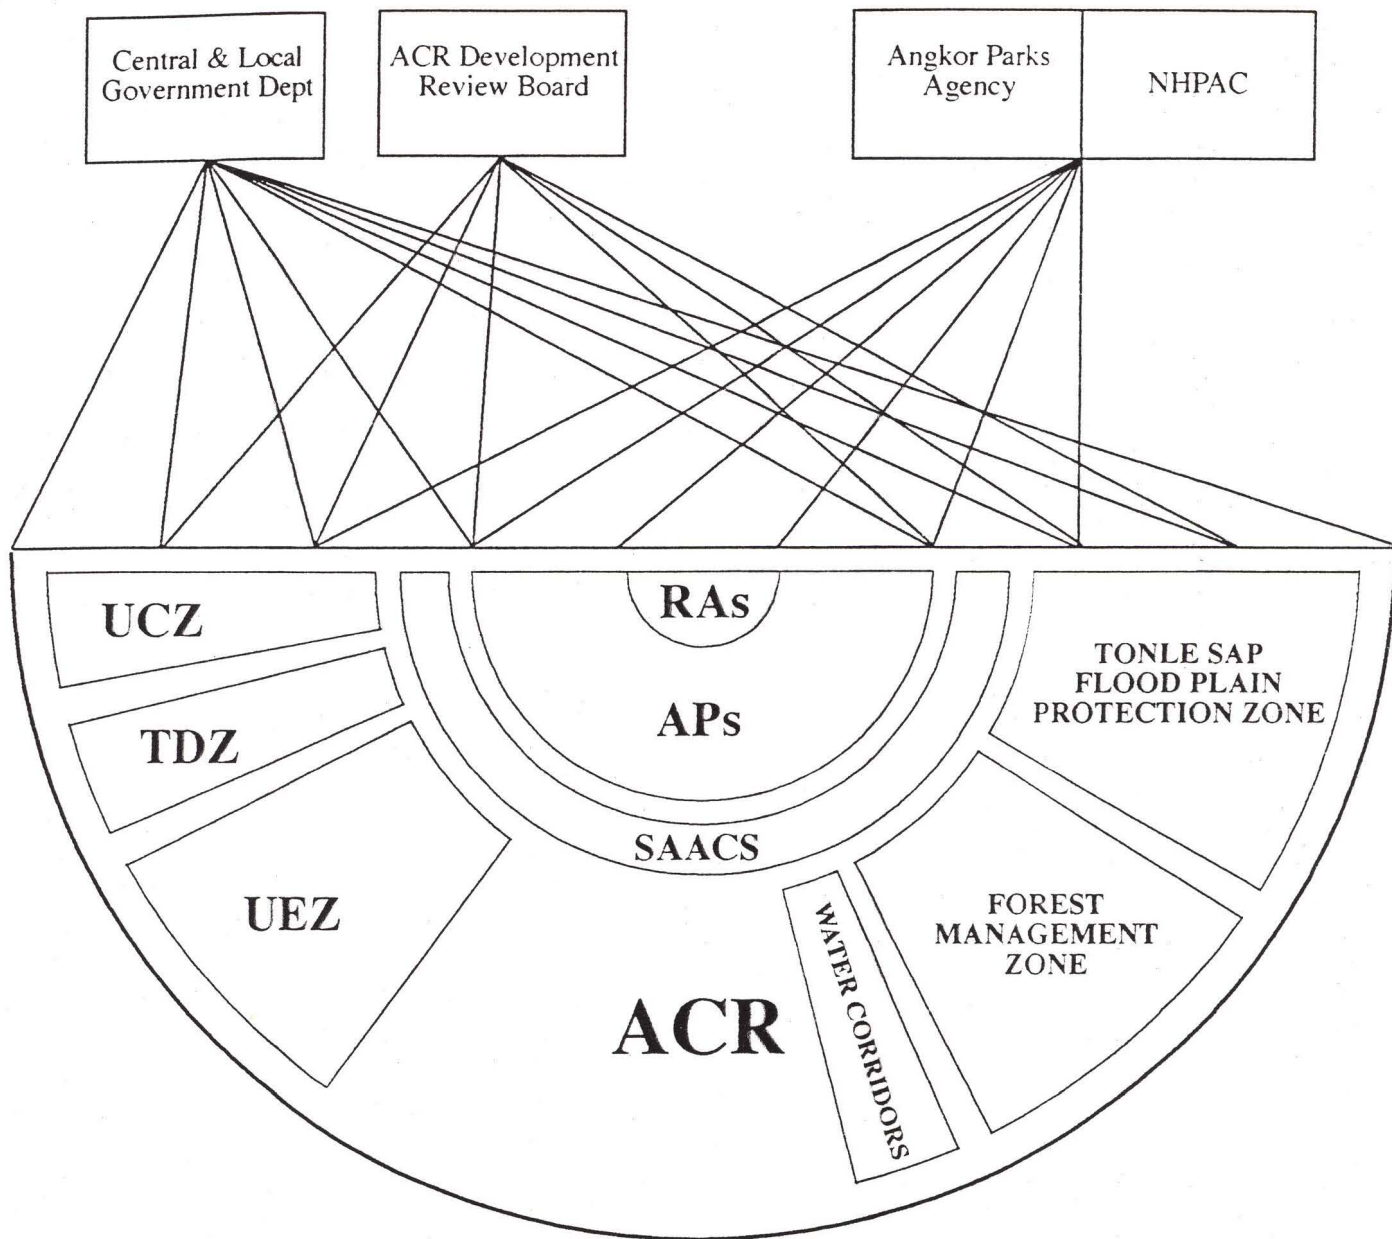 Central & Local
Government Dept
ACR Development
Review Board
Angkor Parks
Agency
NHPAC
UCZ
TDZ
UEZ
RAs
APs
SAACS
ACR
WATER CORRIDORS
FOREST
MANAGEMENT
ZONE
TONLE SAP
FLOOD PLAIN
PROTECTION ZONE